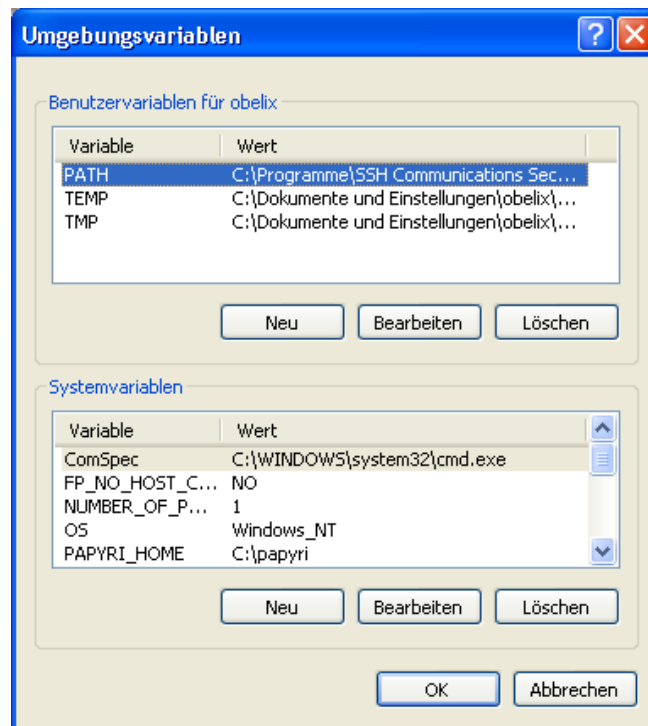 Umgebungsvariablen
Benutzervariablen für obelix
Variable Wert
PATH C:\Programme\SSH Communications Sec...
TEMP C:\Dokumente und Einstellungen\obelix\...
TMP C:\Dokumente und Einstellungen\obelix\...
Neu Bearbeiten Löschen
Systemvariablen
Variable Wert
ComSpec C:\WINDOWS\system32\cmd.exe
FP_NO_HOST_C... NO
NUMBER_OF_P... 1
OS Windows_NT
PAPYRI_HOME C:\papyri
Neu Bearbeiten Löschen
OK Abbrechen